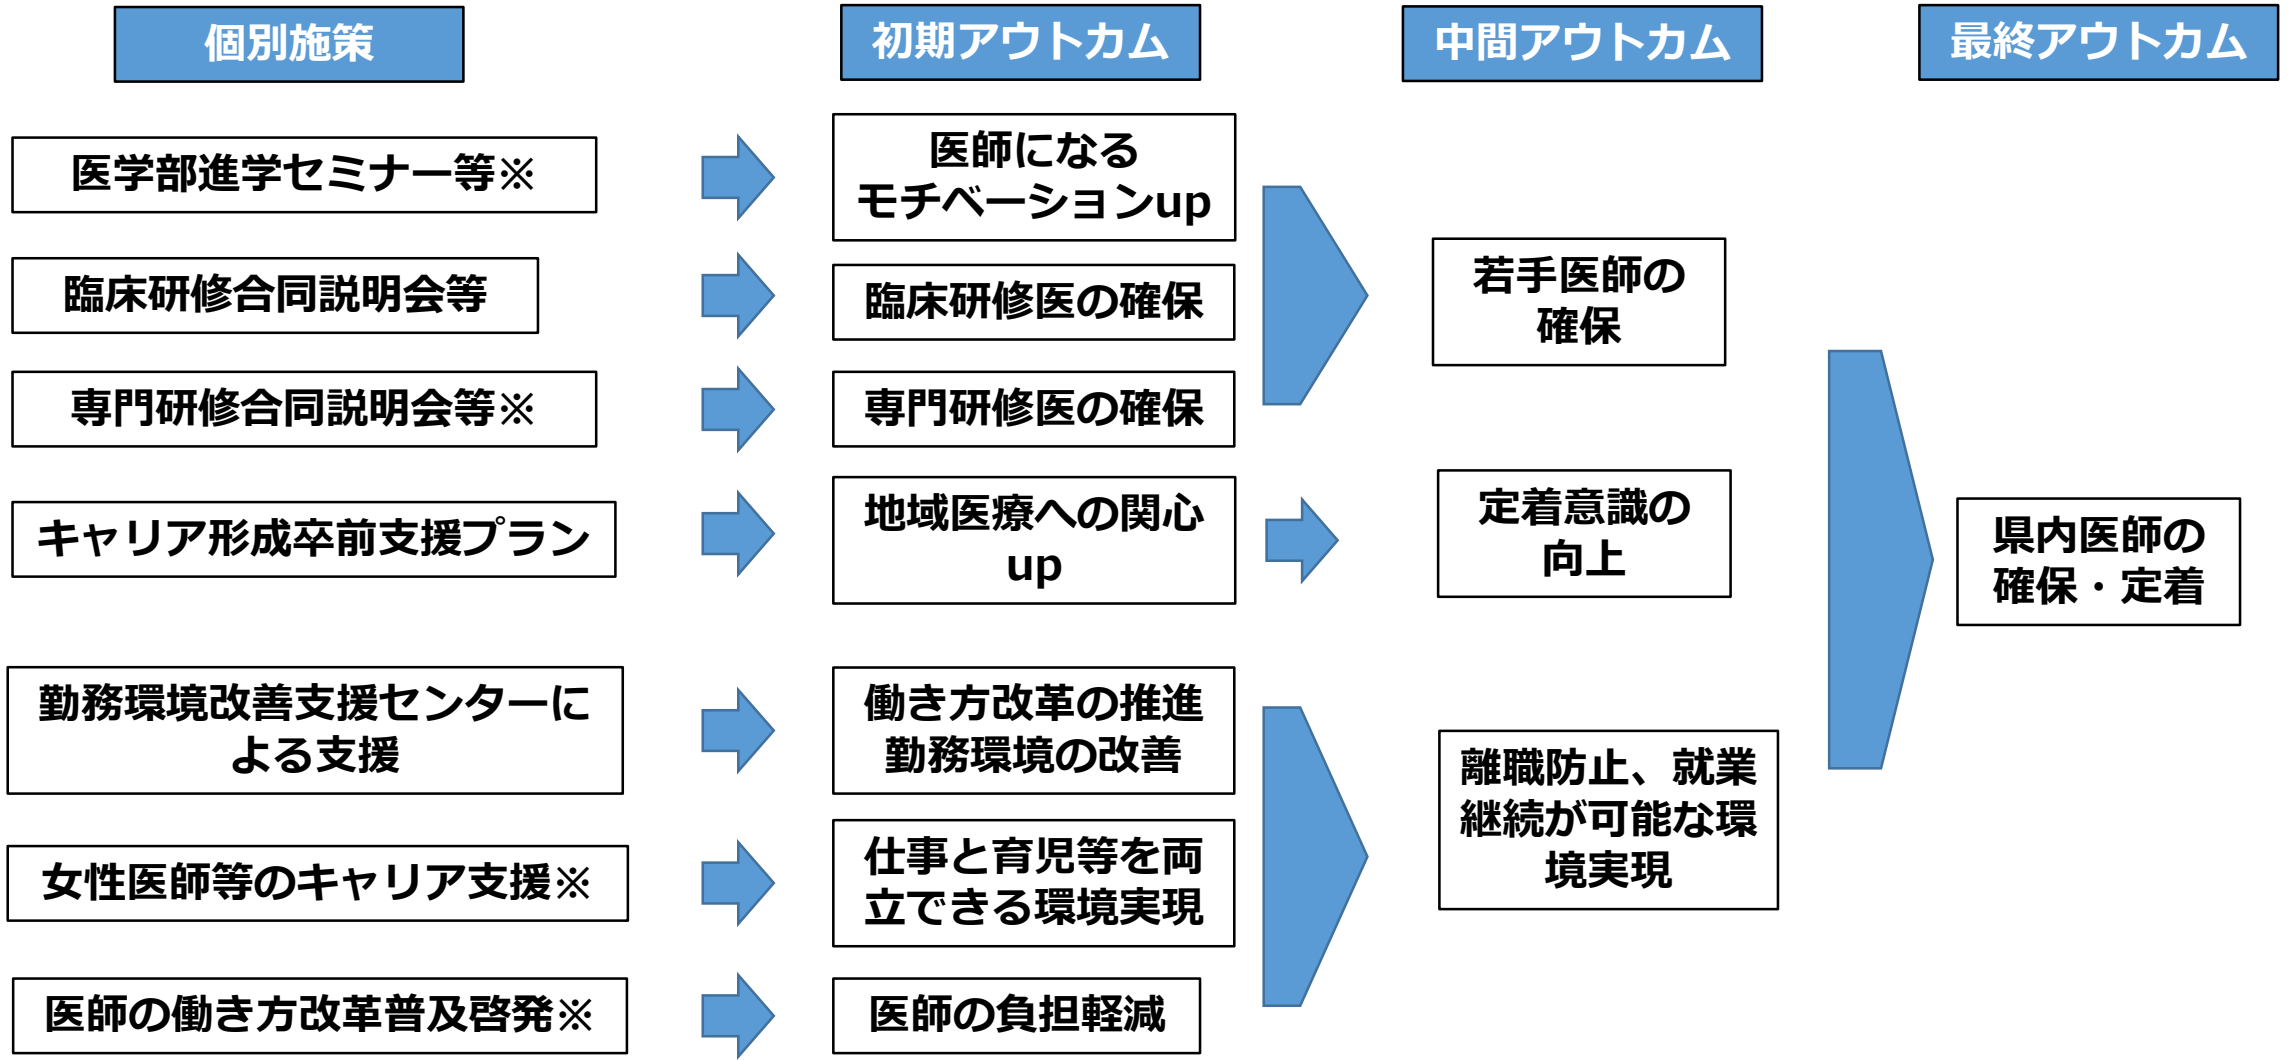 個別施策
初期アウトカム
中間アウトカム
最終アウトカム
医学部進学セミナー等※
医師になる
モチベーションup
臨床研修合同説明会等
臨床研修医の確保
専門研修合同説明会等※
専門研修医の確保
若手医師の
確保
キャリア形成卒前支援プラン
地域医療への関心
up
定着意識の
向上
勤務環境改善支援センターに
よる支援
働き方改革の推進
勤務環境の改善
女性医師等のキャリア支援※
仕事と育児等を両
立できる環境実現
医師の働き方改革普及啓発※
医師の負担軽減
離職防止、就業
継続が可能な環
境実現
県内医師の
確保・定着